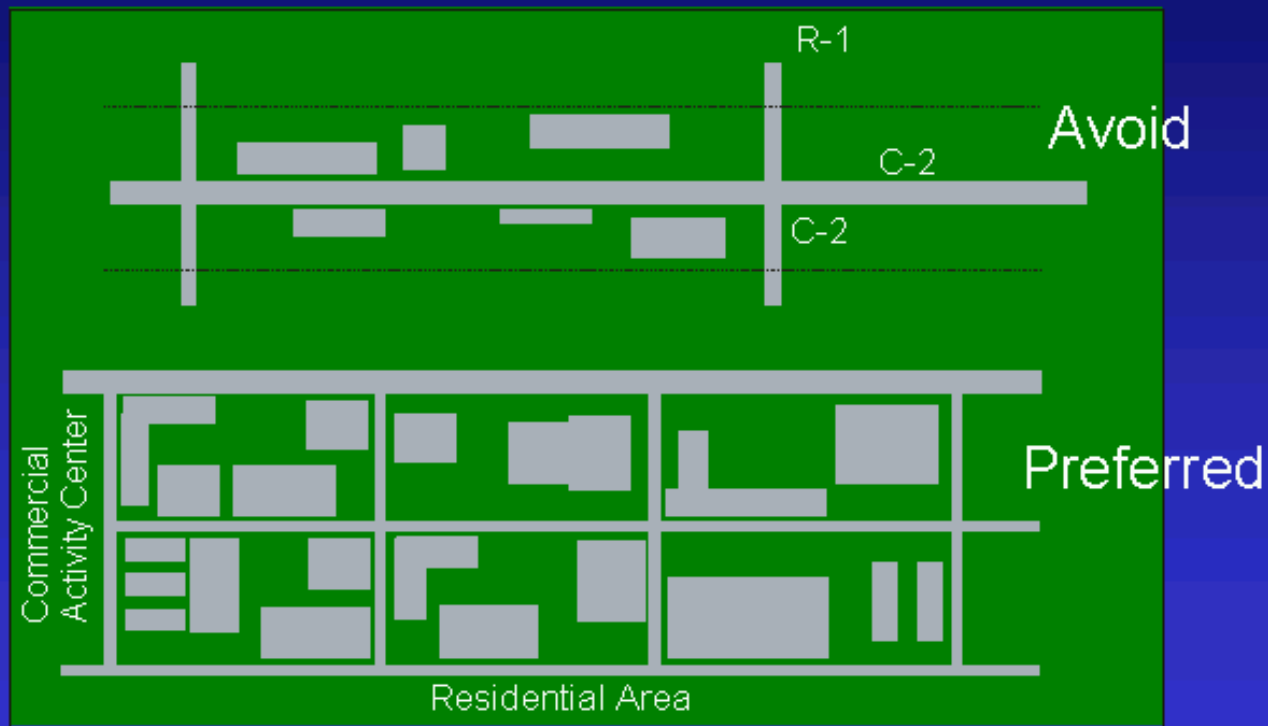 R-1
Avoid
C-2
C-2
Commercial
Activity Center
Preferred
Residential Area